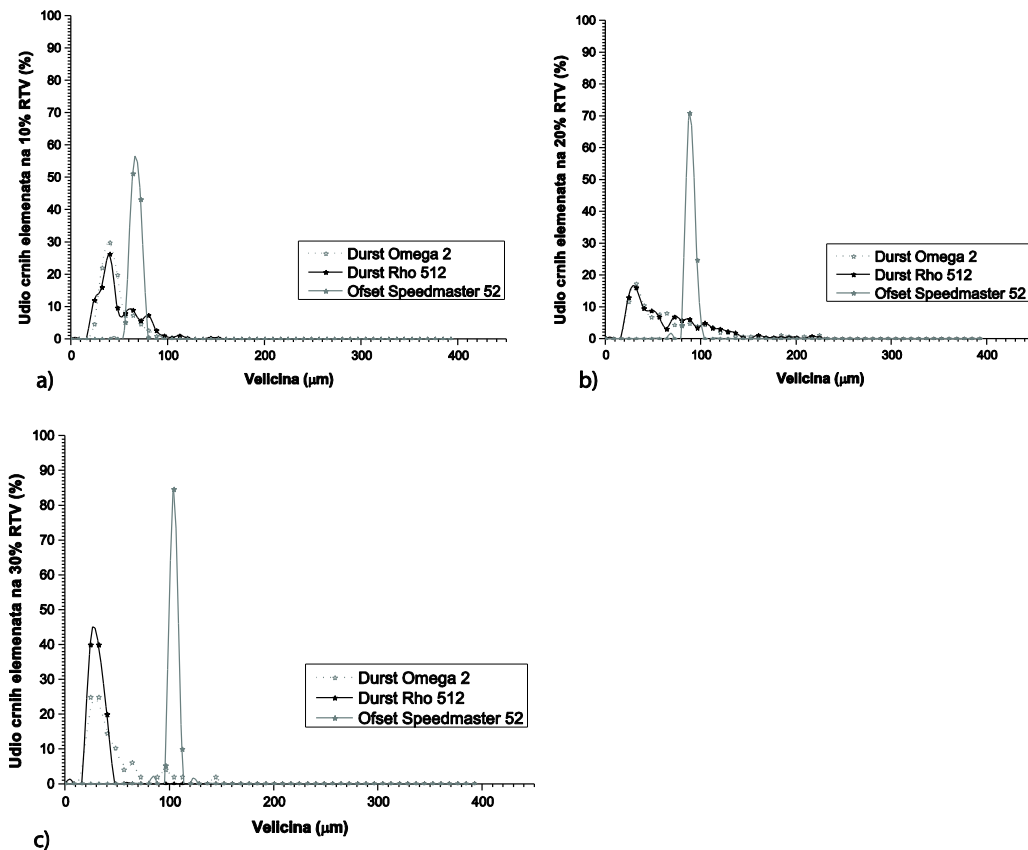 Udio crnih elemenata na 10% RTV (%)
100
90
80
70
60
50
40
30
20
10
0
0 100 200 300 400
Velicina (μm)
Durst Omega 2
Durst Rho 512
Ofset Speedmaster 52
a)
Udio crnih elemenata na 20% RTV (%)
100
90
80
70
60
50
40
30
20
10
0
0 100 200 300 400
Velicina (μm)
Durst Omega 2
Durst Rho 512
Ofset Speedmaster 52
b)
Udio crnih elemenata na 30% RTV (%)
100
90
80
70
60
50
40
30
20
10
0
0 100 200 300 400
Velicina (μm)
Durst Omega 2
Durst Rho 512
Ofset Speedmaster 52
c)